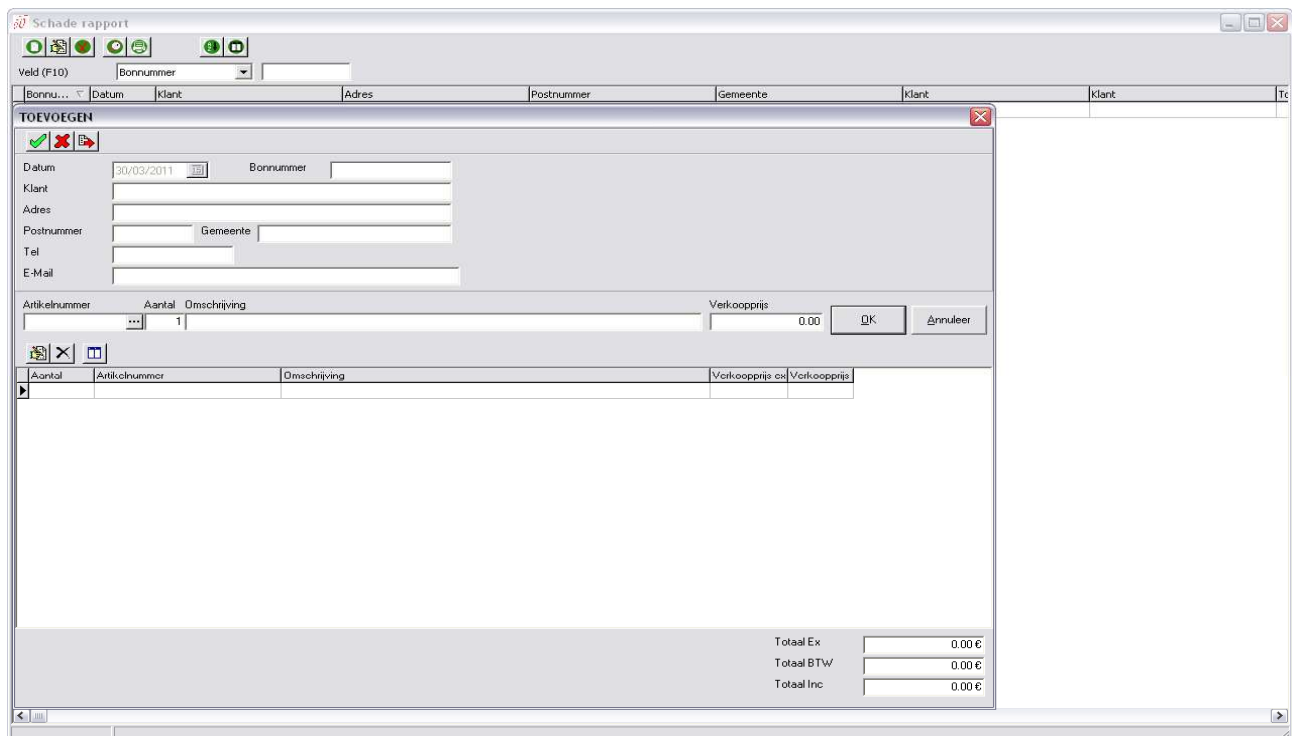 Schade rapport
Veld (F10) Bonnummer
Bonnu... Datum Klant Adres Postnummer Gemeente Klant Klant To
TOEVOEGEN
Datum 30/03/2011 Bonnummer
Klant
Adres
Postnummer Gemeente
Tel
E-Mail
Artikelnummer Aantal Omschrijving Verkoopprijs
1 0.00 OK Annuleer
Aantal Artikelnummer Omschrijving Verkoopprijs ex Verkoopprijs
Totaal Ex 0.00 €
Totaal BTW 0.00 €
Totaal Inc 0.00 €